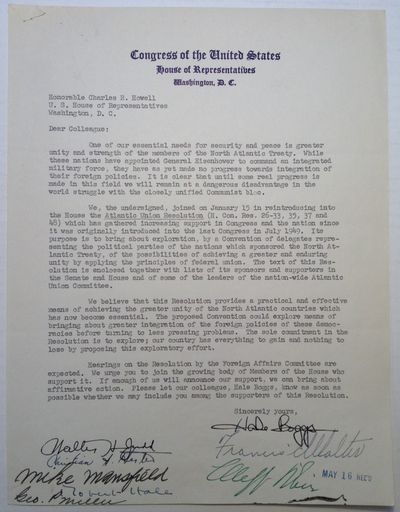 Congress of the United States
House of Representatives
Washington, D. C.
Honorable Charles R. Howell
U. S. House of Representatives
Washington, D. C.
Dear Colleague:
One of our essential needs for security and peace is greater
unity and strength of the members of the North Atlantic Treaty. While
these nations have appointed General Eisenhower to command an integrated
military force, they have as yet made no progress towards integration of
their foreign policies. It is clear that until some real progress is
made in this field we will remain at a dangerous disadvantage in the
world struggle with the closely unified Communist bloc.
We, the undersigned, joined on January 15 in reintroducing into
the House the Atlantic Union Resolution (H. Con. Res. 26-33, 35, 37 and
48) which has gathered increasing support in Congress and the nation since
it was originally introduced into the last Congress in July 1949. Its
purpose is to bring about exploration, by a Convention of delegates repre-
senting the political parties of the nations which sponsored the North At-
lantic Treaty, of the possibilities of achieving a greater and enduring
unity by applying the principles of federal union. The text of this Res-
olution is enclosed together with lists of its sponsors and supporters in
the Senate and House and of some of the leaders of the nation-wide Atlantic
Union Committee.
We believe that this Resolution provides a practical and effective
means of achieving the greater unity of the North Atlantic countries which
has now become essential. The proposed Convention could explore means of
bringing about greater integration of the foreign policies of these democ-
racies before turning to less pressing problems. The sole commitment in the
Resolution is to explore; our country has everything to gain and nothing to
lose by proposing this exploratory effort.
Hearings on the Resolution by the Foreign Affairs Committee are
expected. We urge you to join the growing body of Members of the House who
support it. If enough of us will announce our support, we can bring about
affirmative action. Please let our colleague, Hale Boggs, know as soon as
possible whether we may include you among the supporters of this Resolution.
Sincerely yours,
Hale Boggs
Walter H Judd
Francis E Walter
Christian A Herter
Mike Mansfield
Robert Hale
Geo. P Miller
MAY 16 REC'D